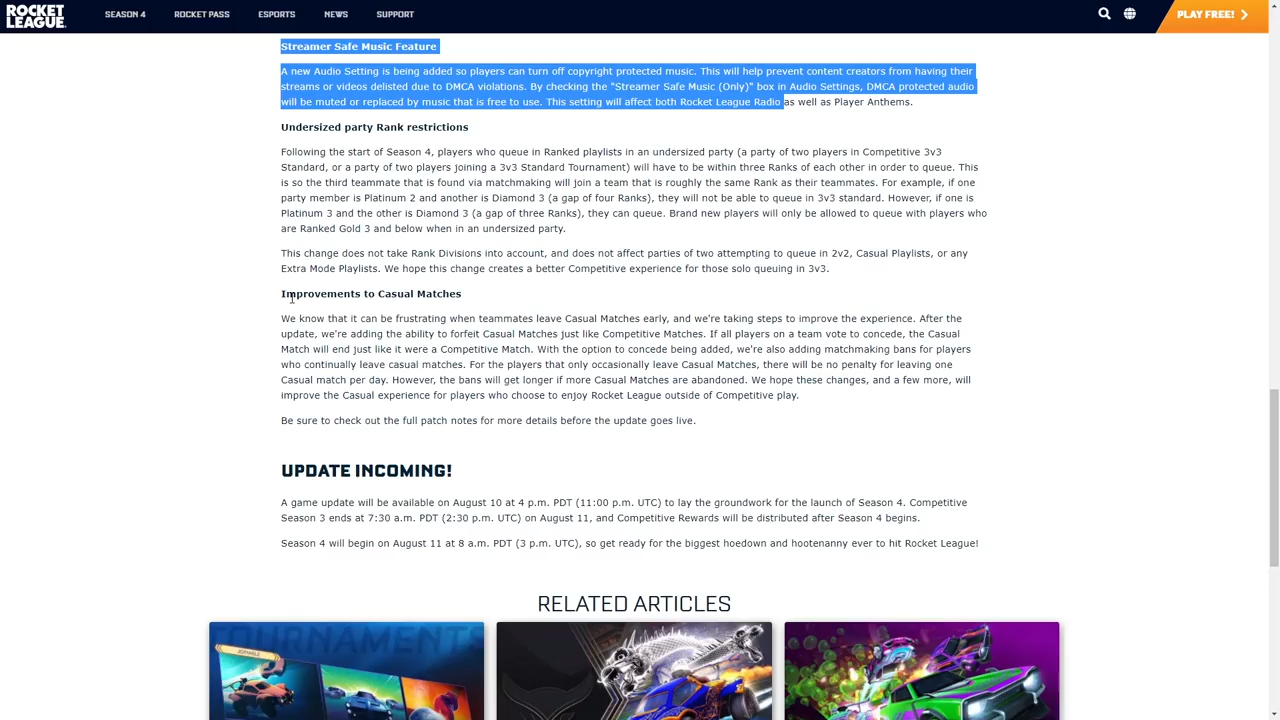 ROCKET
LEAGUE
SEASON 4
ROCKET PASS
ESPORTS
NEWS
SUPPORT
PLAY FREE!
Streamer Safe Music Feature
A new Audio Setting is being added so players can turn off copyright protected music. This will help prevent content creators from having their
streams or videos delisted due to DMCA violations. By checking the "Streamer Safe Music (Only)" box in Audio Settings, DMCA protected audio
will be muted or replaced by music that is free to use. This setting will affect both Rocket League Radio as well as Player Anthems.
Undersized party Rank restrictions
Following the start of Season 4, players who queue in Ranked playlists in an undersized party (a party of two players in Competitive 3v3
Standard, or a party of two players joining a 3v3 Standard Tournament) will have to be within three Ranks of each other in order to queue. This
is so the third teammate that is found via matchmaking will join a team that is roughly the same Rank as their teammates. For example, if one
party member is Platinum 2 and another is Diamond 3 (a gap of four Ranks), they will not be able to queue in 3v3 standard. However, if one is
Platinum 3 and the other is Diamond 3 (a gap of three Ranks), they can queue. Brand new players will only be allowed to queue with players who
are Ranked Gold 3 and below when in an undersized party.
This change does not take Rank Divisions into account, and does not affect parties of two attempting to queue in 2v2, Casual Playlists, or any
Extra Mode Playlists. We hope this change creates a better Competitive experience for those solo queuing in 3v3.
Improvements to Casual Matches
We know that it can be frustrating when teammates leave Casual Matches early, and we're taking steps to improve the experience. After the
update, we're adding the ability to forfeit Casual Matches just like Competitive Matches. If all players on a team vote to concede, the Casual
Match will end just like it were a Competitive Match. With the option to concede being added, we're also adding matchmaking bans for players
who continually leave casual matches. For the players that only occasionally leave Casual Matches, there will be no penalty for leaving one
Casual match per day. However, the bans will get longer if more Casual Matches are abandoned. We hope these changes, and a few more, will
improve the Casual experience for players who choose to enjoy Rocket League outside of Competitive play.
Be sure to check out the full patch notes for more details before the update goes live.
UPDATE INCOMING!
A game update will be available on August 10 at 4 p.m. PDT (11:00 p.m. UTC) to lay the groundwork for the launch of Season 4. Competitive
Season 3 ends at 7:30 a.m. PDT (2:30 p.m. UTC) on August 11, and Competitive Rewards will be distributed after Season 4 begins.
Season 4 will begin on August 11 at 8 a.m. PDT (3 p.m. UTC), so get ready for the biggest hoedown and hootenanny ever to hit Rocket League!
RELATED ARTICLES
TOURNAMENTS